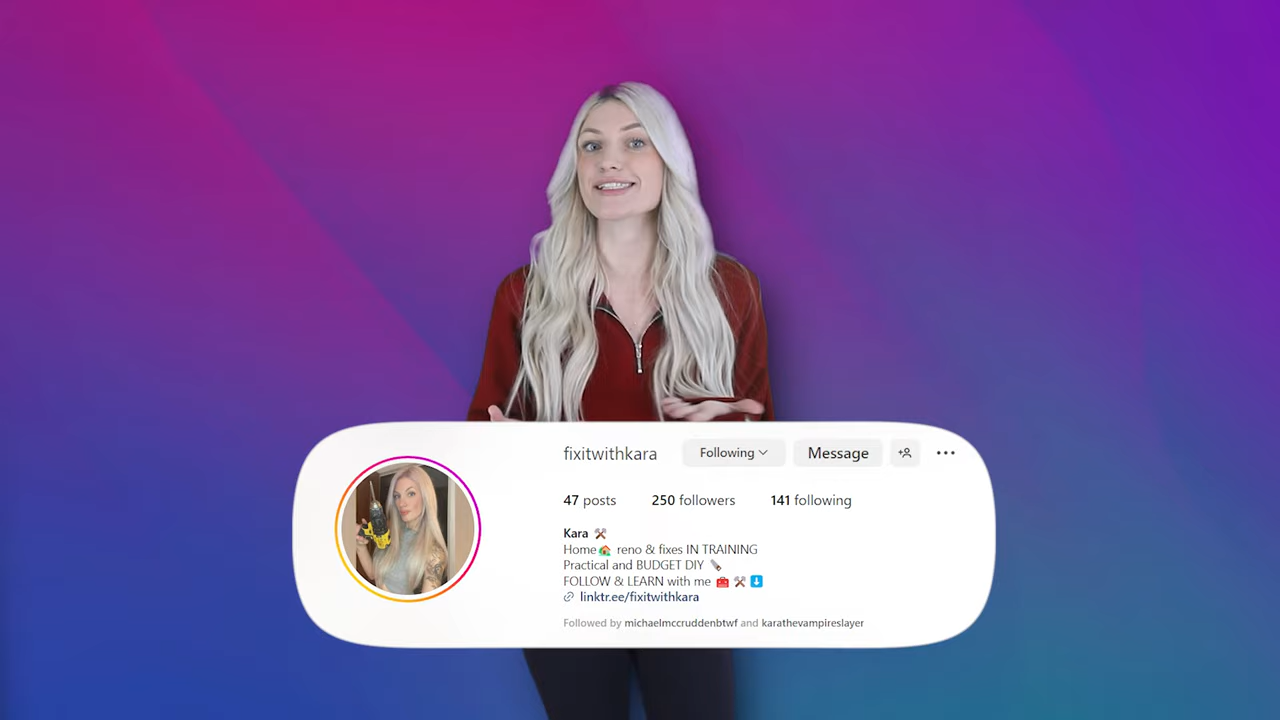 fixitwithkara Following Message
47 posts 250 followers 141 following
Kara 🛠️
Home🏠 reno & fixes IN TRAINING
Practical and BUDGET DIY 🪚
FOLLOW & LEARN with me 🧰 🛠️ ⬇️
linktr.ee/fixitwithkara
Followed by michaelmccruddenbtwf and karathevampireslayer